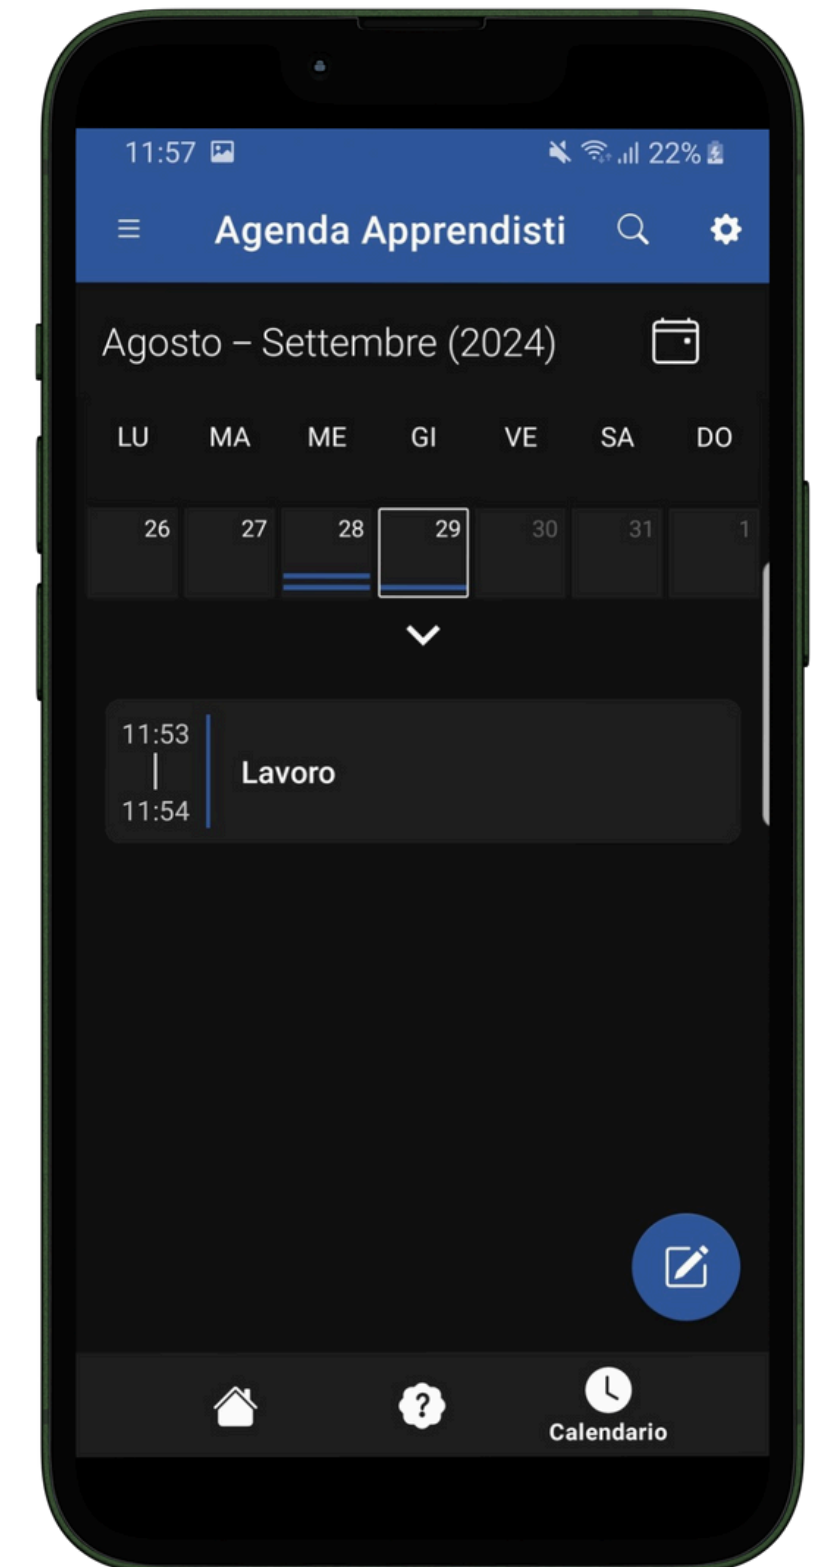 11:57 22%
Agenda Apprendisti
Agosto – Settembre (2024)
LU MA ME GI VE SA DO
26 27 28 29 30 31 1
11:53
Lavoro
11:54
?
Calendario